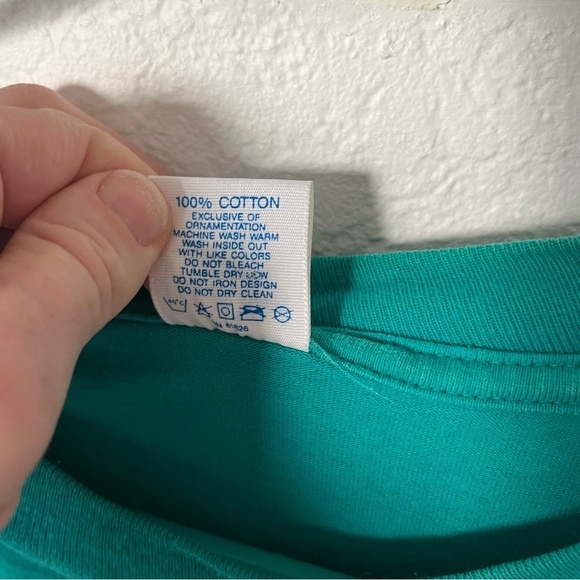 100% COTTON
EXCLUSIVE OF
ORNAMENTATION
MACHINE WASH WARM
WASH INSIDE OUT
WITH LIKE COLORS
DO NOT BLEACH
TUMBLE DRY LOW
DO NOT IRON DESIGN
DO NOT DRY CLEAN
40°C